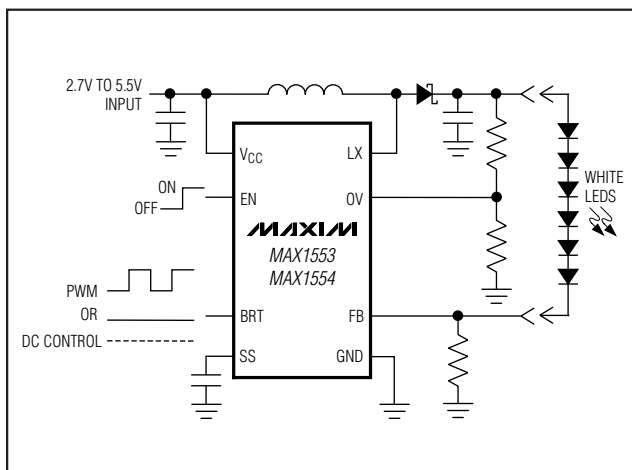 2.7V TO 5.5V
INPUT
VCC
LX
ON
OFF
EN
OV
WHITE
LEDS
MAXIM
MAX1553
MAX1554
PWM
OR
DC CONTROL
BRT
FB
SS
GND